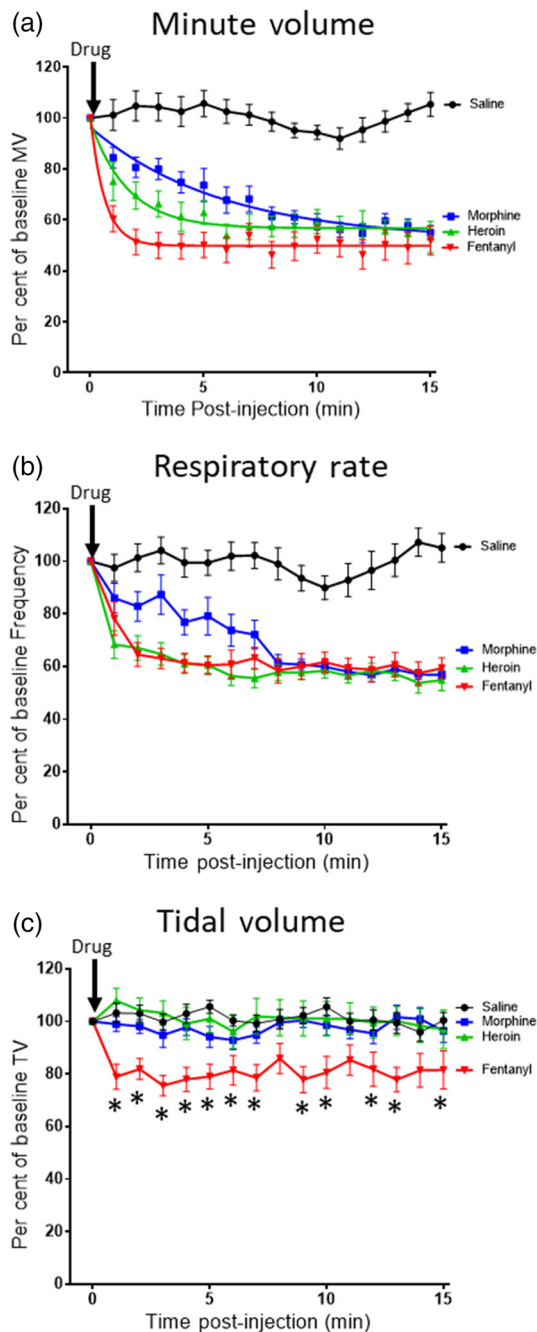 (a)
Minute volume
Drug
120
100
80
60
40
20
0
Per cent of baseline MV
Saline
Morphine
Heroin
Fentanyl
0
5
10
15
Time Post-injection (min)
(b)
Respiratory rate
Drug
120
100
80
60
40
20
0
Per cent of baseline Frequency
Saline
Morphine
Heroin
Fentanyl
0
5
10
15
Time post-injection (min)
(c)
Tidal volume
Drug
120
100
80
60
40
20
0
Per cent of baseline TV
Saline
Morphine
Heroin
Fentanyl
* * * * * * * * * * * *
0
5
10
15
Time post-injection (min)